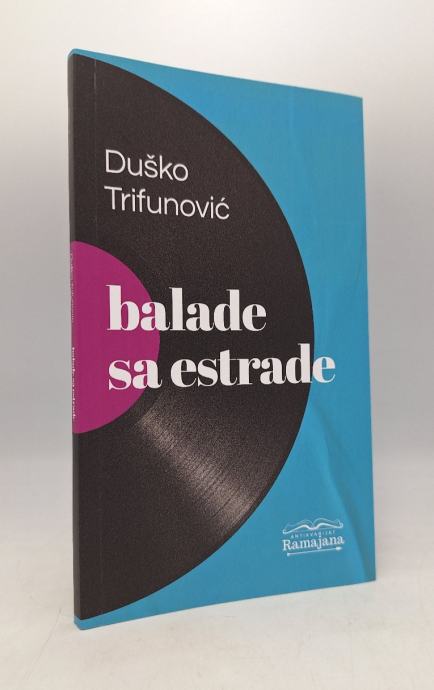 Duško
Trifunović
balade
sa estrade
ANTIKVARIJAT
Ramajana